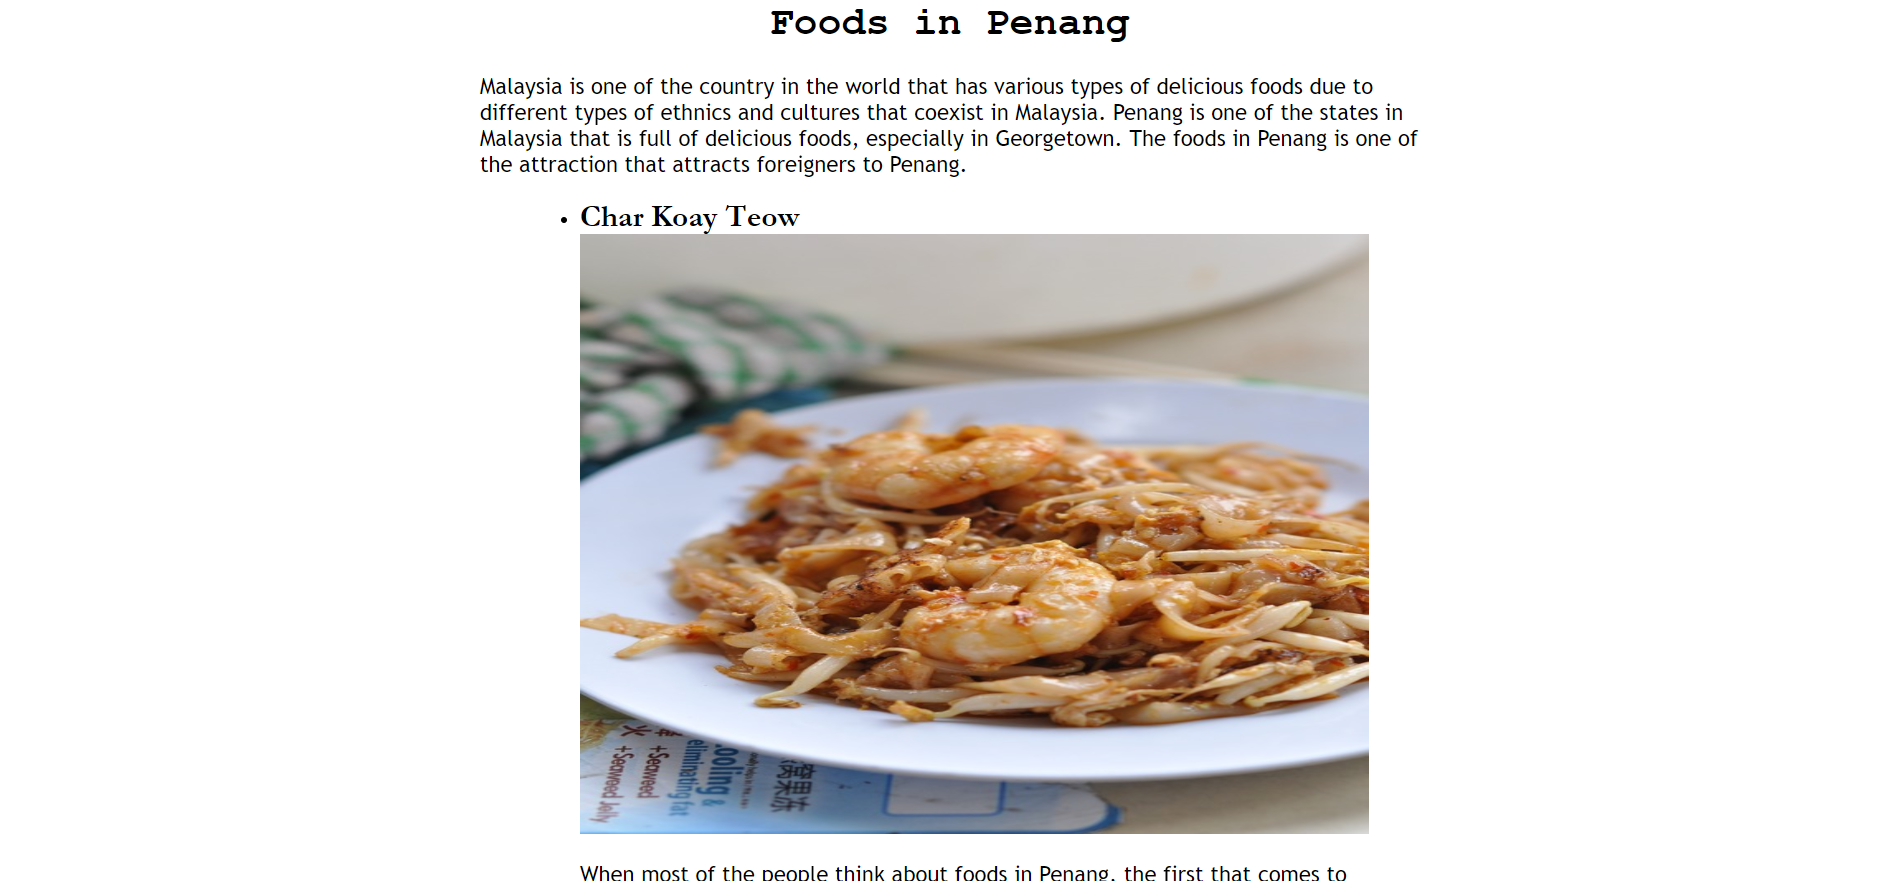 Foods in Penang
Malaysia is one of the country in the world that has various types of delicious foods due to
different types of ethnics and cultures that coexist in Malaysia. Penang is one of the states in
Malaysia that is full of delicious foods, especially in Georgetown. The foods in Penang is one of
the attraction that attracts foreigners to Penang.
• Char Koay Teow
火
+Seaweed Jelly
+Seaweed
eliminating fat
ooling &
When most of the people think about foods in Penang, the first that comes to